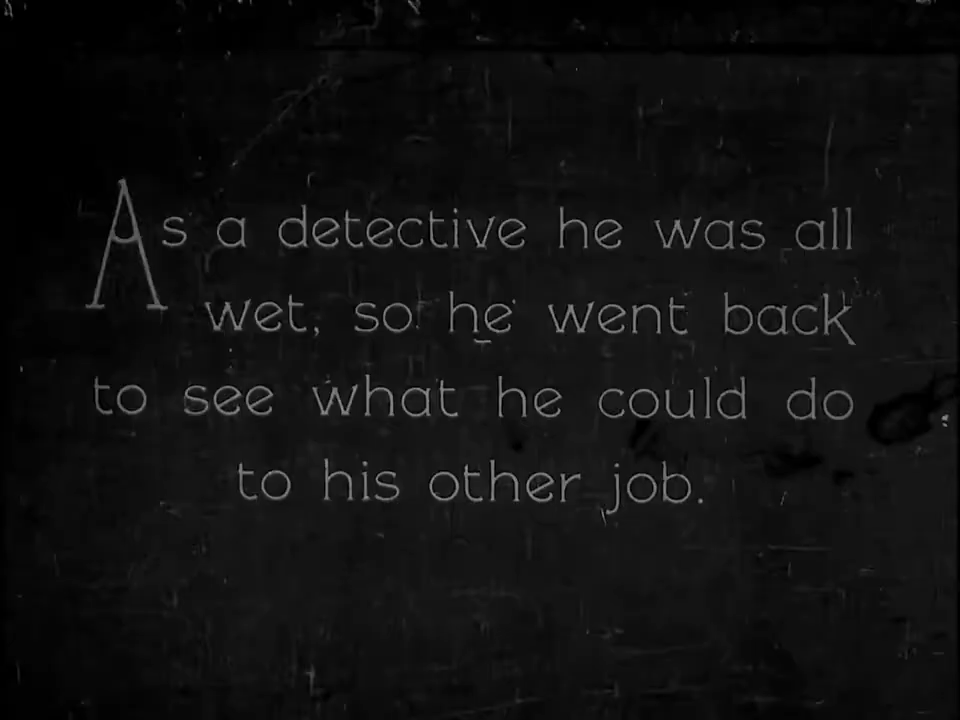 As a detective he was all
wet, so he went back
to see what he could do
to his other job.